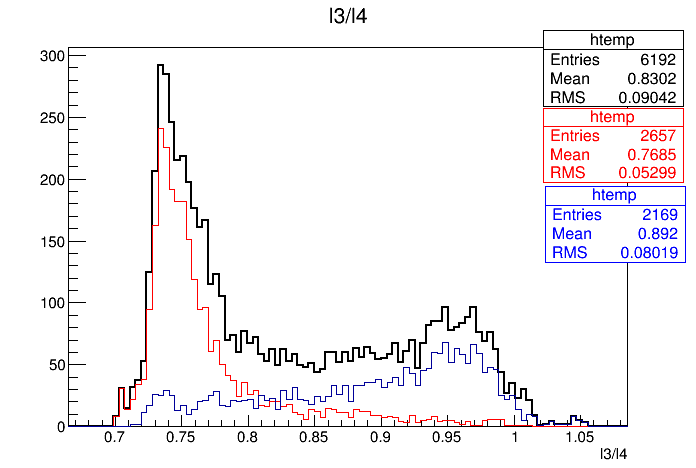 l3/l4
htemp
Entries 6192
Mean 0.8302
RMS 0.09042
htemp
Entries 2657
Mean 0.7685
RMS 0.05299
htemp
Entries 2169
Mean 0.892
RMS 0.08019
300
250
200
150
100
50
0
0.7 0.75 0.8 0.85 0.9 0.95 1 1.05
l3/l4